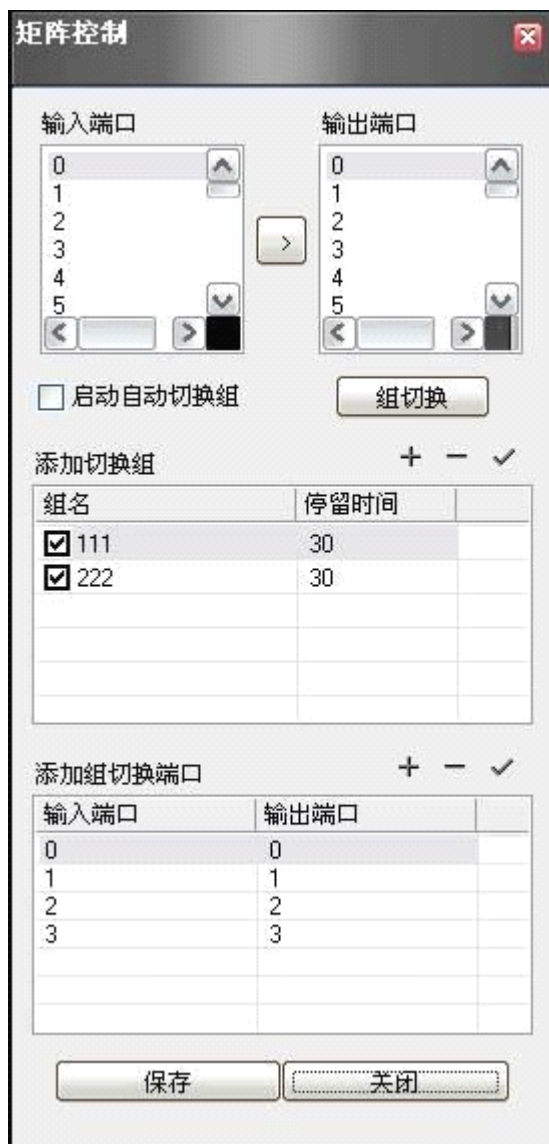 矩阵控制
输入端口 输出端口
0 0
1 1
2 2
3 > 3
4 4
5 5
启动自动切换组 组切换
添加切换组 + − ✓
组名 停留时间
111 30
222 30
添加组切换端口 + − ✓
输入端口 输出端口
0 0
1 1
2 2
3 3
保存 关闭